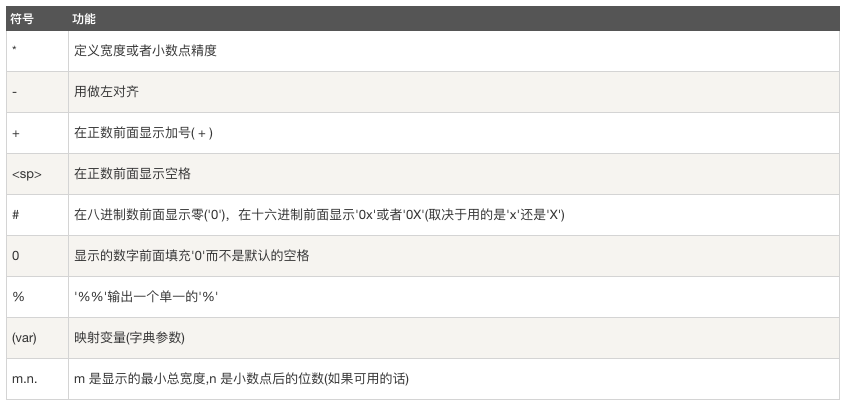 符号 功能
* 定义宽度或者小数点精度
- 用做左对齐
+ 在正数前面显示加号( + )
<sp> 在正数前面显示空格
# 在八进制数前面显示零('0')，在十六进制前面显示'0x'或者'0X'(取决于用的是'x'还是'X')
0 显示的数字前面填充'0'而不是默认的空格
% '%%'输出一个单一的'%'
(var) 映射变量(字典参数)
m.n. m 是显示的最小总宽度,n 是小数点后的位数(如果可用的话)